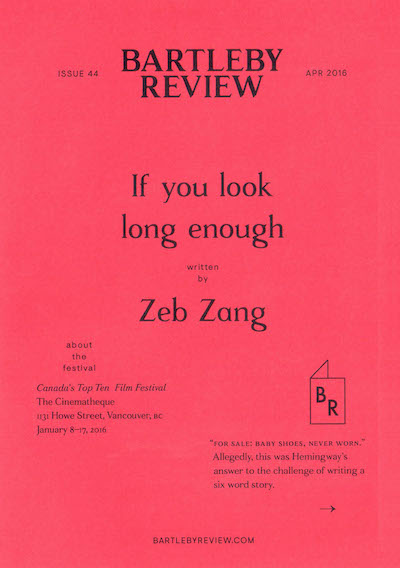 BARTLEBY
REVIEW
ISSUE 44
APR 2016
If you look
long enough
written
by
Zeb Zang
about
the
festival
Canada's Top Ten Film Festival
The Cinematheque
1131 Howe Street, Vancouver, BC
January 8–17, 2016
B
R
"FOR SALE: BABY SHOES, NEVER WORN."
Allegedly, this was Hemingway's
answer to the challenge of writing a
six word story.
→
BARTLEBYREVIEW.COM